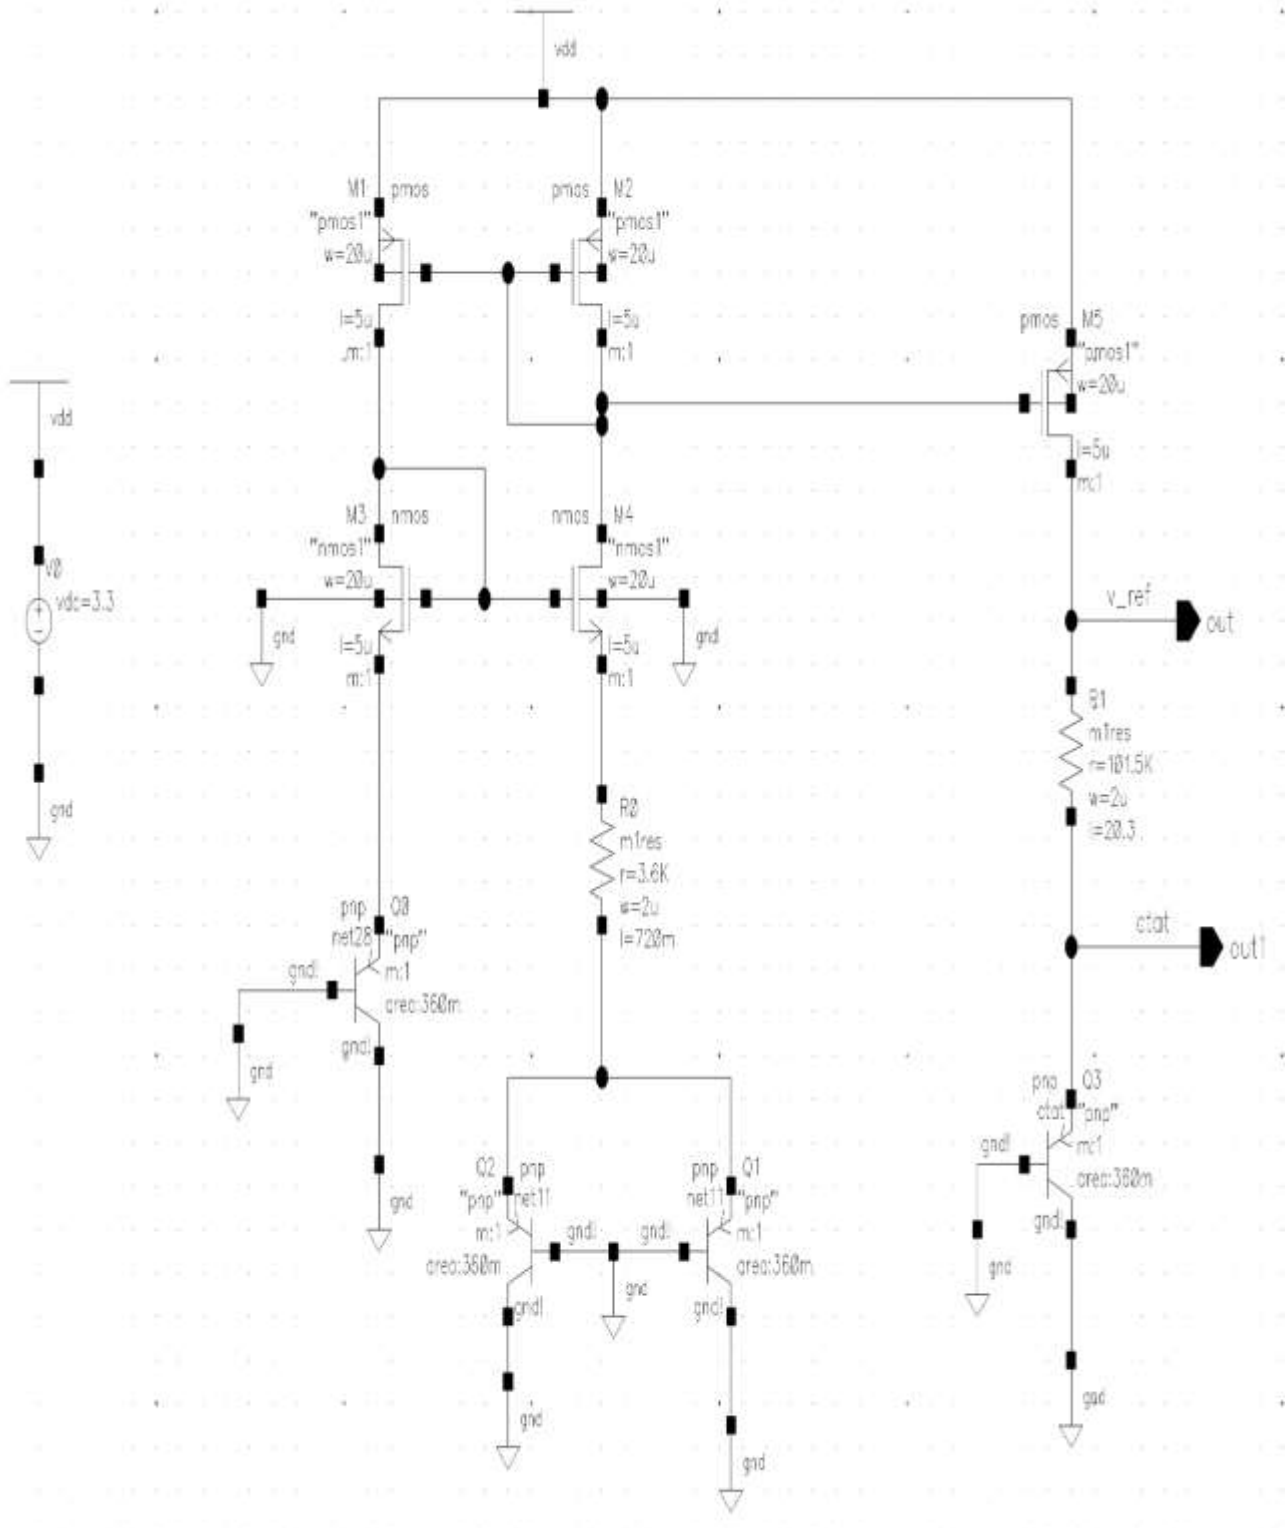 vdd
M1 pmos
"pmos1"
w=20u
l=5u
m:1
pmos M2
"pmos1"
w=20u
l=5u
m:1
pmos M5
"pmos1"
w=20u
l=5u
m:1
vdd
V0
vdc=3.3
gnd
M3 nmos
"nmos1"
w=20u
l=5u
m:1
gnd
nmos M4
"nmos1"
w=20u
l=5u
m:1
gnd
v_ref
out
m1res
r=101.5K
w=2u
l=20.3
R0
m1res
r=3.6K
w=2u
l=720m
ctat
out1
pnp Q0
net28 "pnp"
gnd!
m:1
area:360m
gnd!
gnd
gnd
pnp Q3
ctat "pnp"
gnd!
m:1
area:360m
gnd!
gnd
gnd
Q2 pnp
"pnp" net11
m:1
area:360m
gnd!
gnd!
gnd
gnd
pnp Q1
net11 "pnp"
gnd!
m:1
area:360m
gnd!
gnd